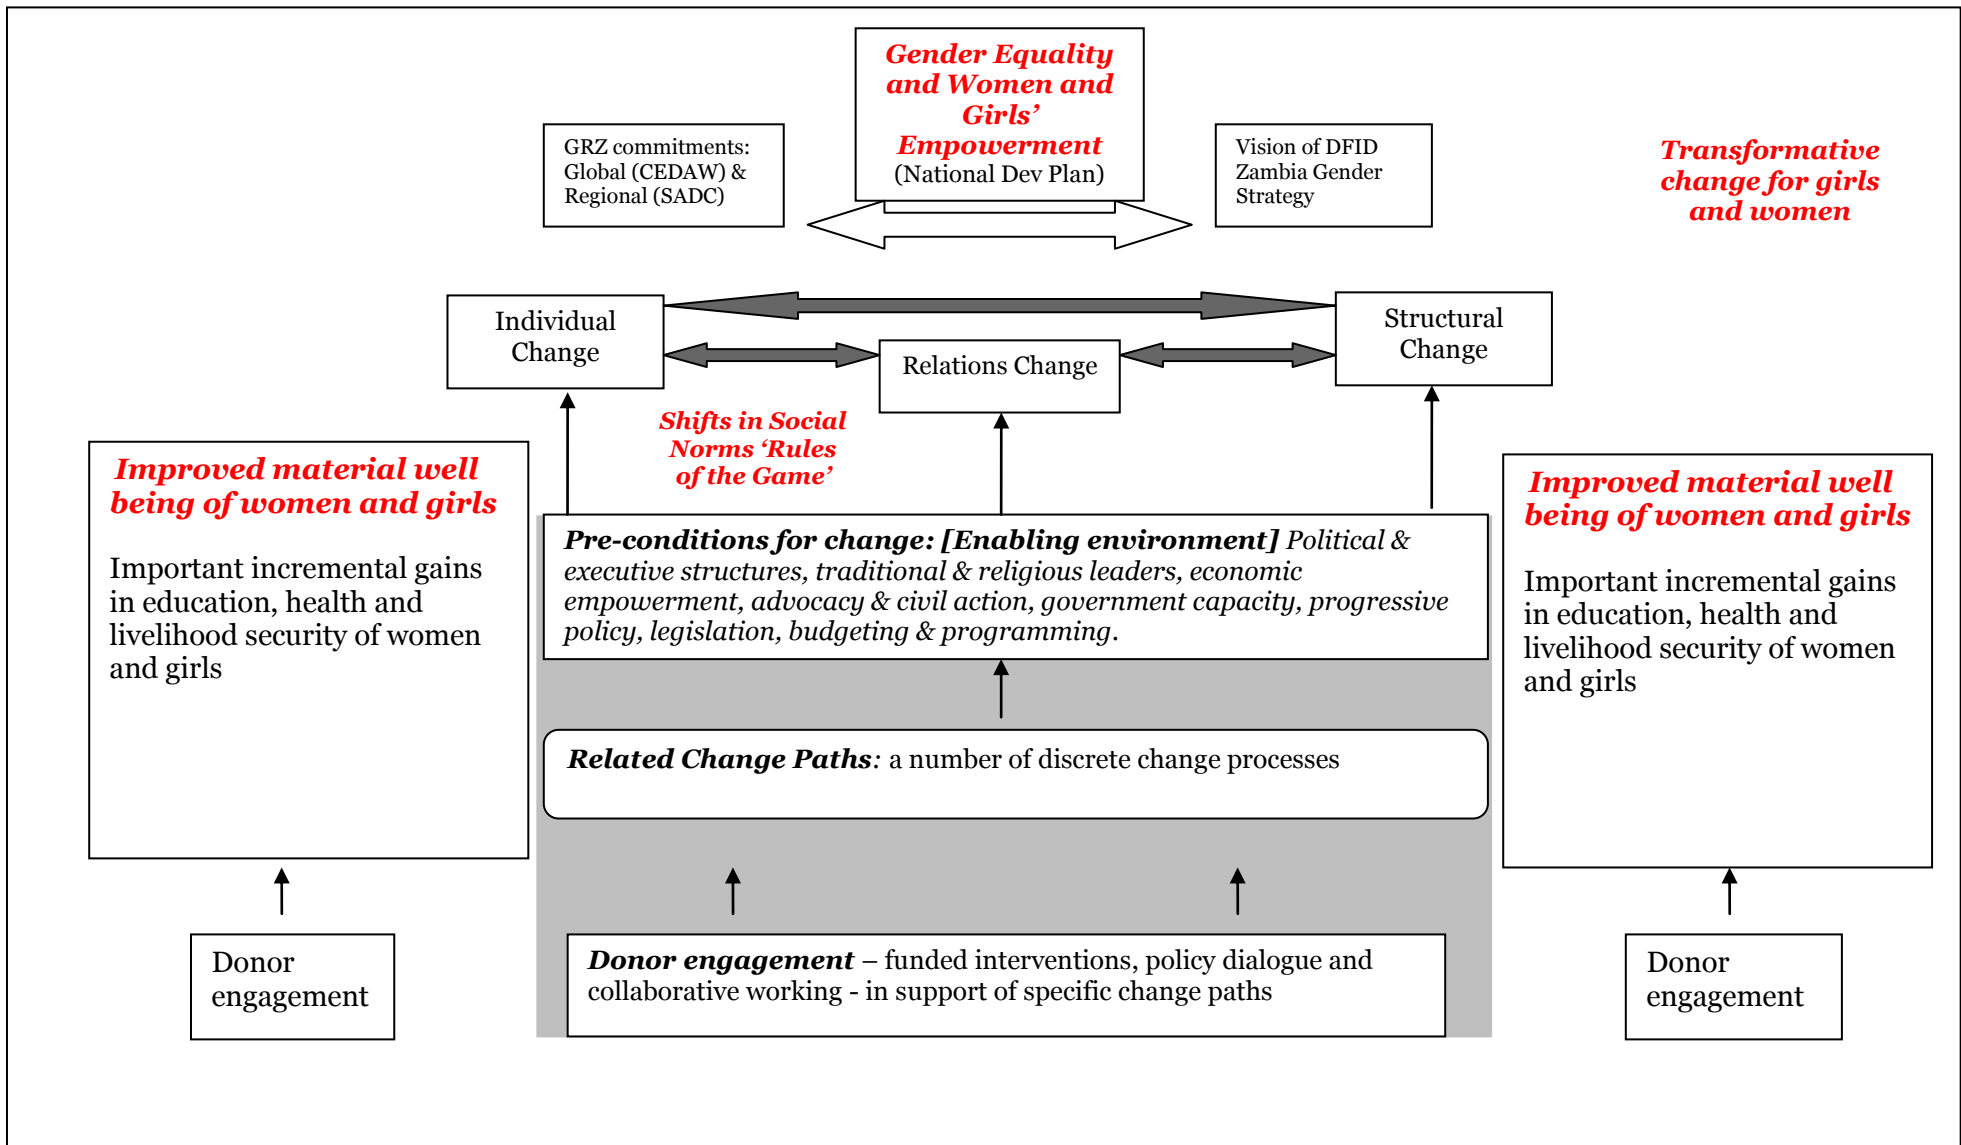 Gender Equality
and Women and
Girls’
Empowerment
(National Dev Plan)
GRZ commitments:
Global (CEDAW) &
Regional (SADC)
Vision of DFID
Zambia Gender
Strategy
Transformative
change for girls
and women
Individual
Change
Relations Change
Structural
Change
Shifts in Social
Norms ‘Rules
of the Game’
Improved material well
being of women and girls
Important incremental gains
in education, health and
livelihood security of women
and girls
Pre-conditions for change: [Enabling environment] Political &
executive structures, traditional & religious leaders, economic
empowerment, advocacy & civil action, government capacity, progressive
policy, legislation, budgeting & programming.
Improved material well
being of women and girls
Important incremental gains
in education, health and
livelihood security of women
and girls
Related Change Paths: a number of discrete change processes
Donor
engagement
Donor engagement – funded interventions, policy dialogue and
collaborative working - in support of specific change paths
Donor
engagement